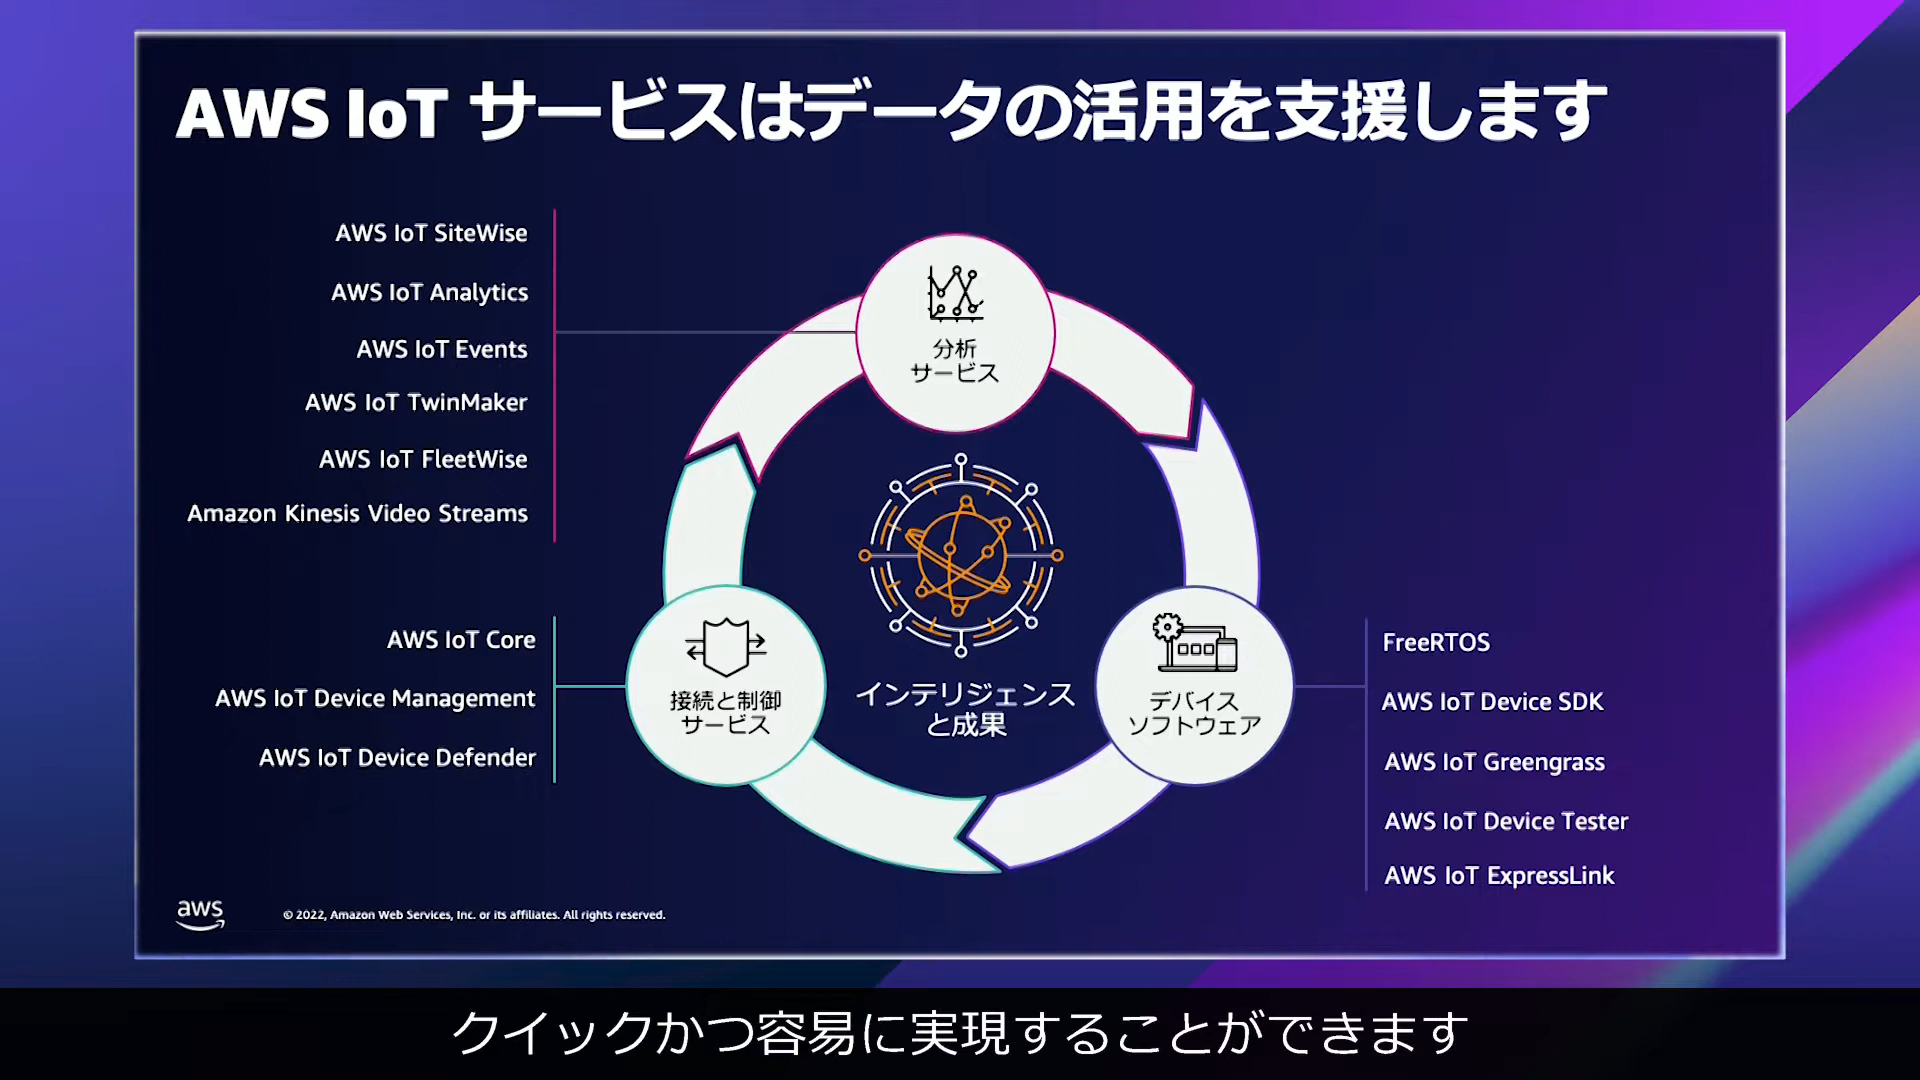 AWS IoT サービスはデータの活用を支援します
AWS IoT SiteWise
AWS IoT Analytics
AWS IoT Events
AWS IoT TwinMaker
AWS IoT FleetWise
Amazon Kinesis Video Streams
分析
サービス
AWS IoT Core
AWS IoT Device Management
AWS IoT Device Defender
接続と制御
サービス
インテリジェンス
と成果
デバイス
ソフトウェア
FreeRTOS
AWS IoT Device SDK
AWS IoT Greengrass
AWS IoT Device Tester
AWS IoT ExpressLink
aws
© 2022, Amazon Web Services, Inc. or its affiliates. All rights reserved.
クイックかつ容易に実現することができます